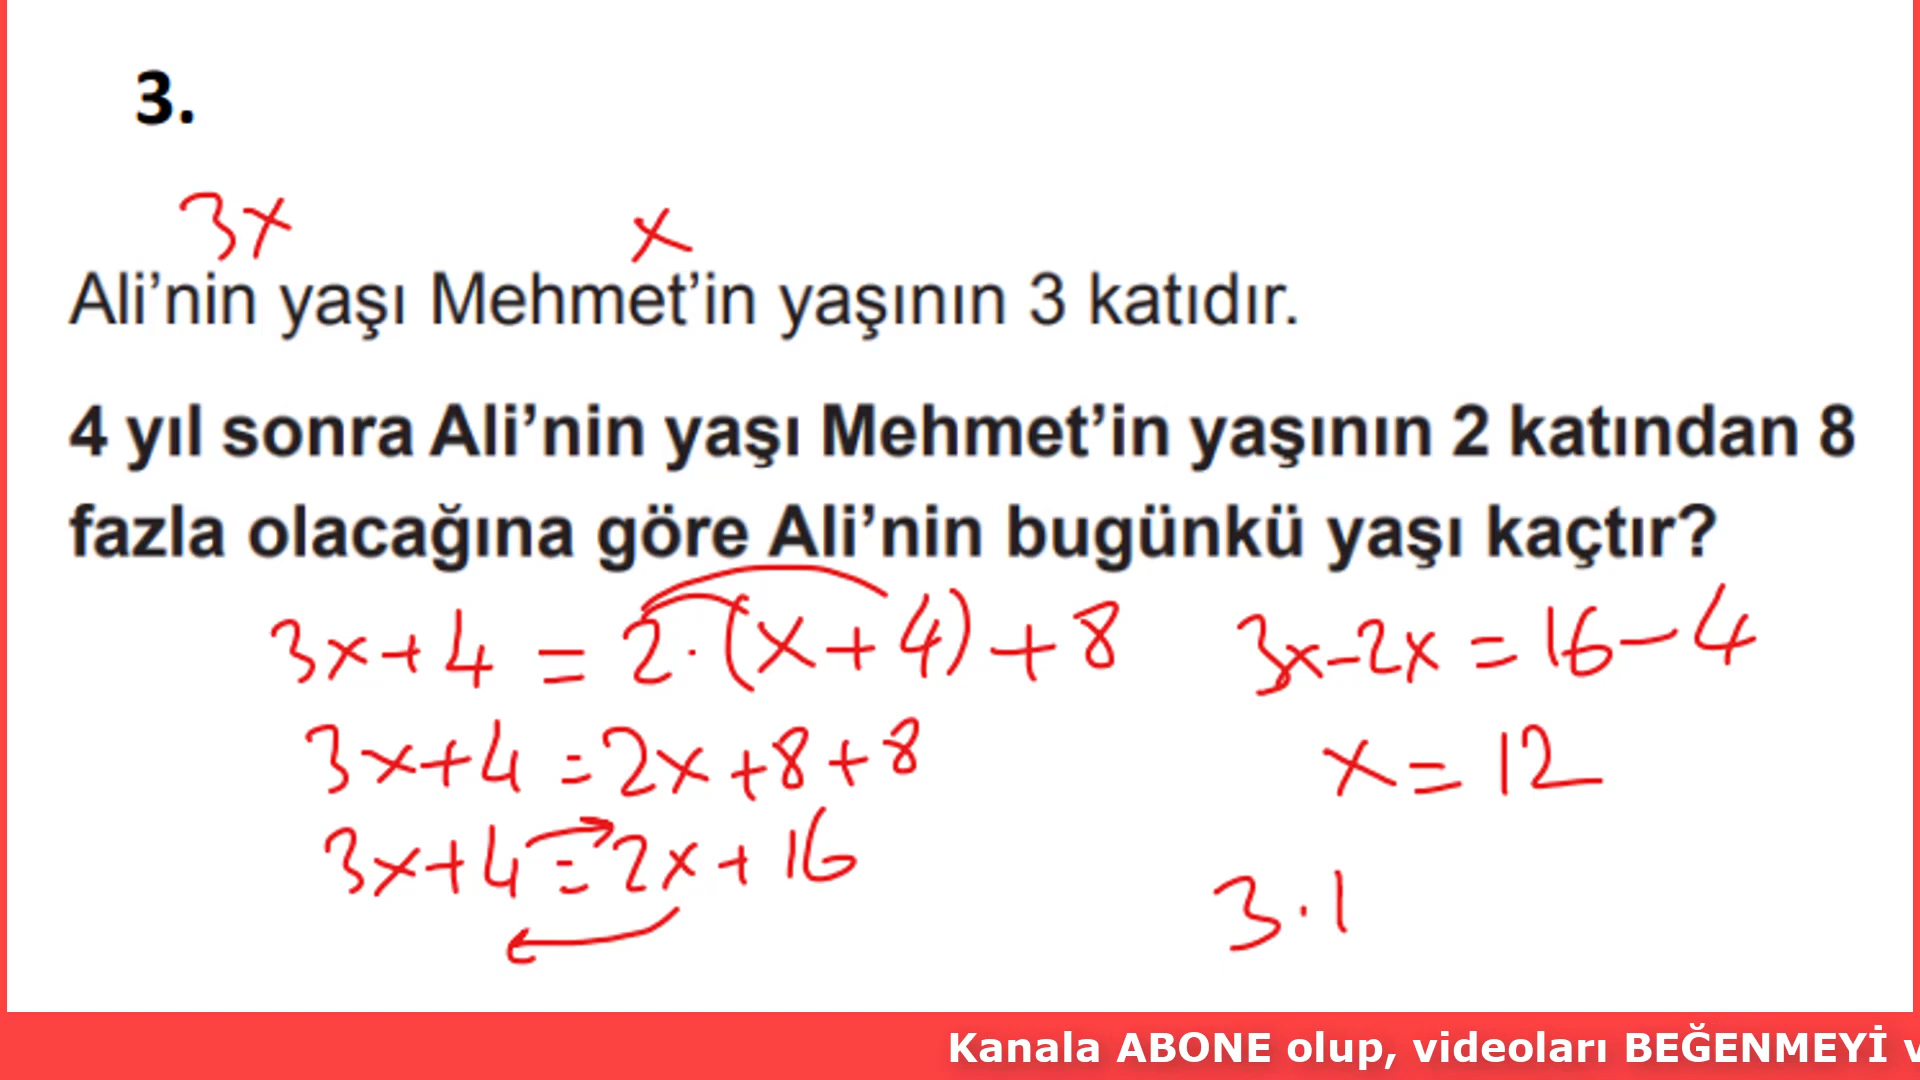 3.
3x x
Ali’nin yaşı Mehmet’in yaşının 3 katıdır.
4 yıl sonra Ali’nin yaşı Mehmet’in yaşının 2 katından 8
fazla olacağına göre Ali’nin bugünkü yaşı kaçtır?
3x+4 = 2·(x+4)+8
3x+4=2x+8+8
3x+4=2x+16
3x-2x=16-4
x=12
3·1
Kanala ABONE olup, videoları BEĞENMEYİ v